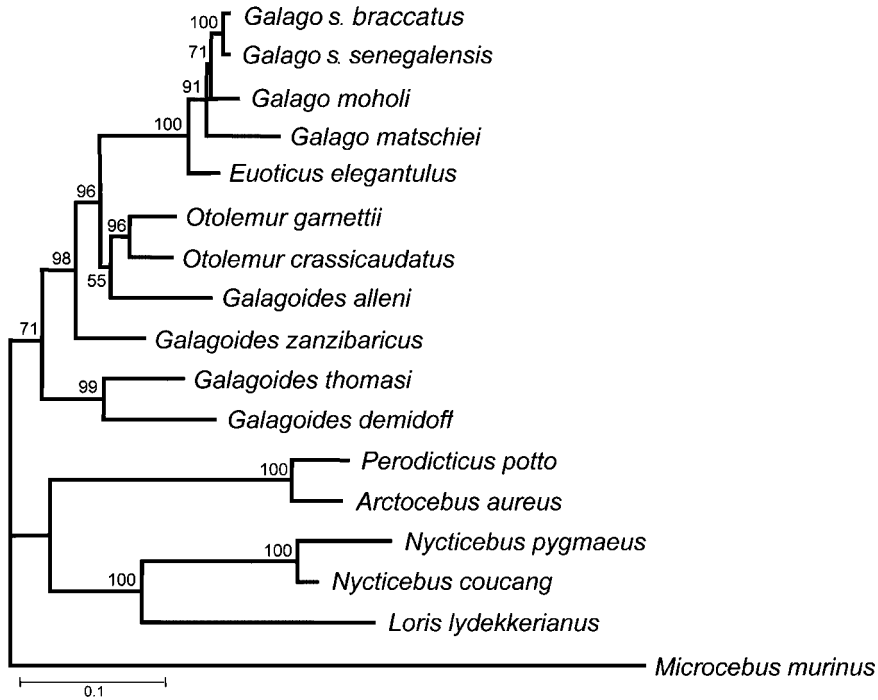 100
Galago s. braccatus
71
Galago s. senegalensis
91
Galago moholi
100
Galago matschiei
Euoticus elegantulus
96
96
Otolemur garnettii
98
Otolemur crassicaudatus
55
Galagoides alleni
71
Galagoides zanzibaricus
99
Galagoides thomasi
Galagoides demidoff
100
Perodicticus potto
Arctocebus aureus
100
Nycticebus pygmaeus
100
Nycticebus coucang
Loris lydekkerianus
Microcebus murinus
0.1